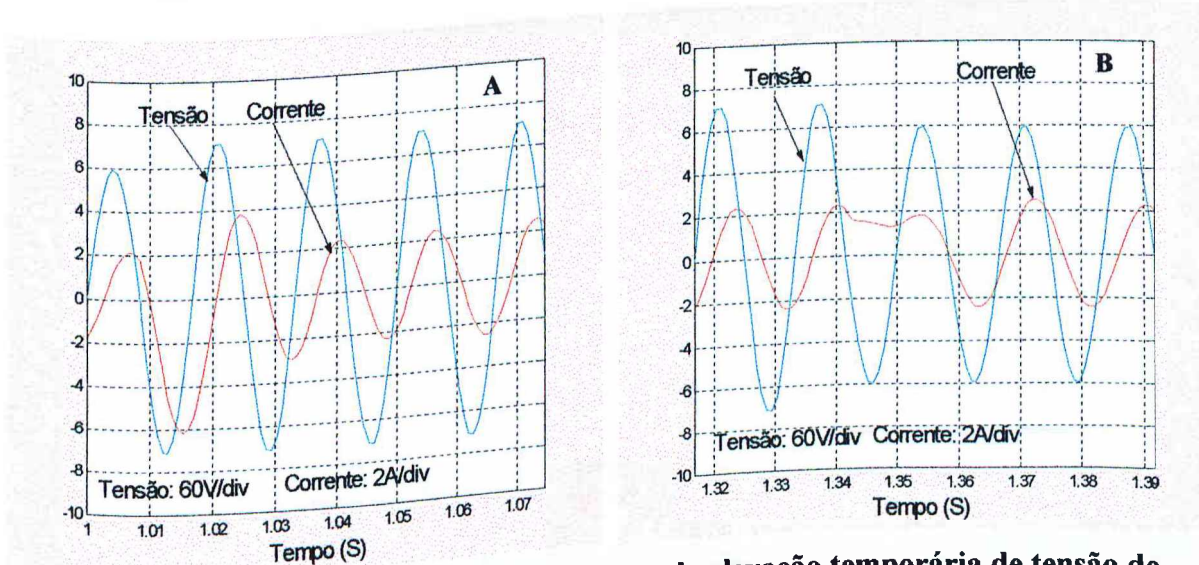 A
Tensão
Corrente
10
8
6
4
2
0
-2
-4
-6
-8
-10
Tensão: 60V/div Corrente: 2A/div
1 1.01 1.02 1.03 1.04 1.05 1.06 1.07
Tempo (S)
B
Tensão
Corrente
10
8
6
4
2
0
-2
-4
-6
-8
-10
Tensão: 60V/div Corrente: 2A/div
1.32 1.33 1.34 1.35 1.36 1.37 1.38 1.39
Tempo (S)
elevação temporária de tensão de